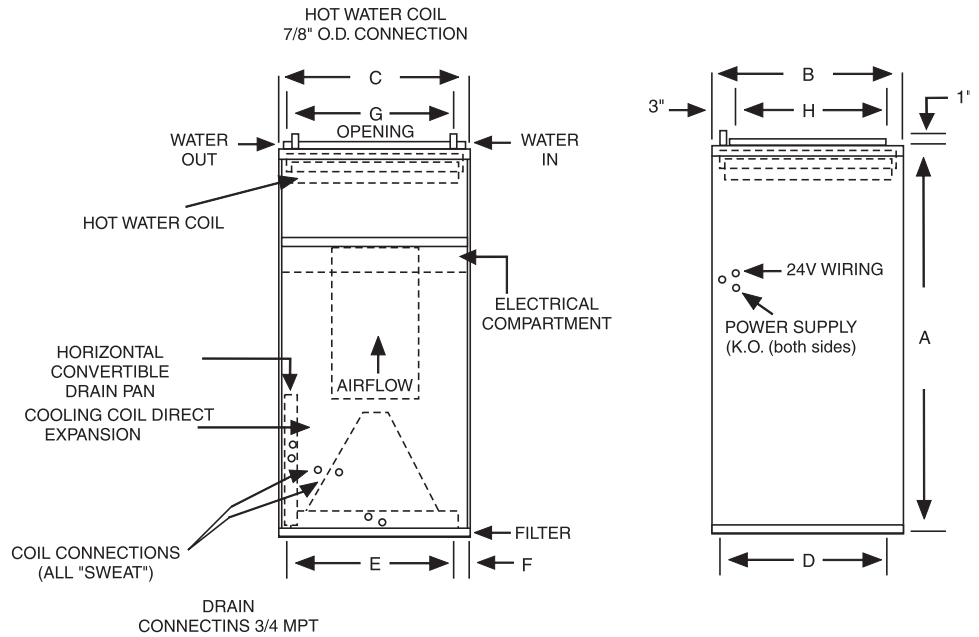 HOT WATER COIL
7/8" O.D. CONNECTION
C
G
OPENING
WATER
OUT
WATER
IN
HOT WATER COIL
ELECTRICAL
COMPARTMENT
HORIZONTAL
CONVERTIBLE
DRAIN PAN
AIRFLOW
COOLING COIL DIRECT
EXPANSION
COIL CONNECTIONS
(ALL "SWEAT")
FILTER
E
F
DRAIN
CONNECTINS 3/4 MPT
B
3"
H
1"
24V WIRING
POWER SUPPLY
(K.O. (both sides)
A
D